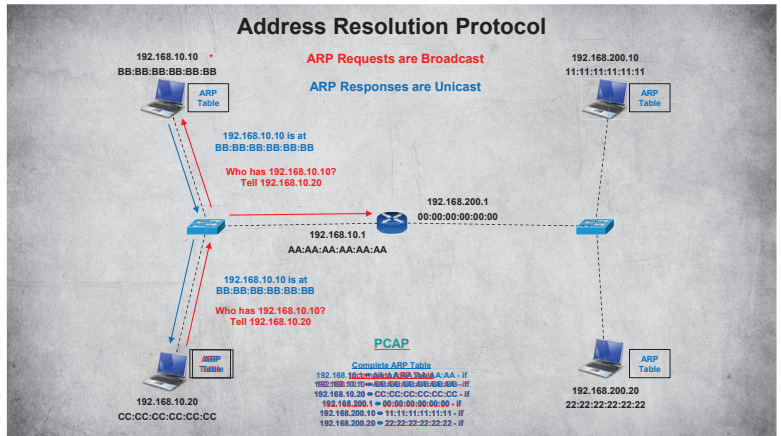 Address Resolution Protocol
192.168.10.10 *
BB:BB:BB:BB:BB:BB
ARP Requests are Broadcast
ARP Responses are Unicast
192.168.200.10
11:11:11:11:11:11
ARP
Table
ARP
Table
192.168.10.10 is at
BB:BB:BB:BB:BB:BB
Who has 192.168.10.10?
Tell 192.168.10.20
192.168.200.1
00:00:00:00:00:00
192.168.10.1
AA:AA:AA:AA:AA:AA
192.168.10.10 is at
BB:BB:BB:BB:BB:BB
Who has 192.168.10.10?
Tell 192.168.10.20
ARP
Table
192.168.10.20
CC:CC:CC:CC:CC:CC
ARP
Table
192.168.200.20
22:22:22:22:22:22
PCAP
Complete ARP Table
192.168.10.20 = CC:CC:CC:CC:CC:CC - if
192.168.200.1 = 00:00:00:00:00:00 - if
192.168.200.10 = 11:11:11:11:11:11 - if
192.168.200.20 = 22:22:22:22:22:22 - if